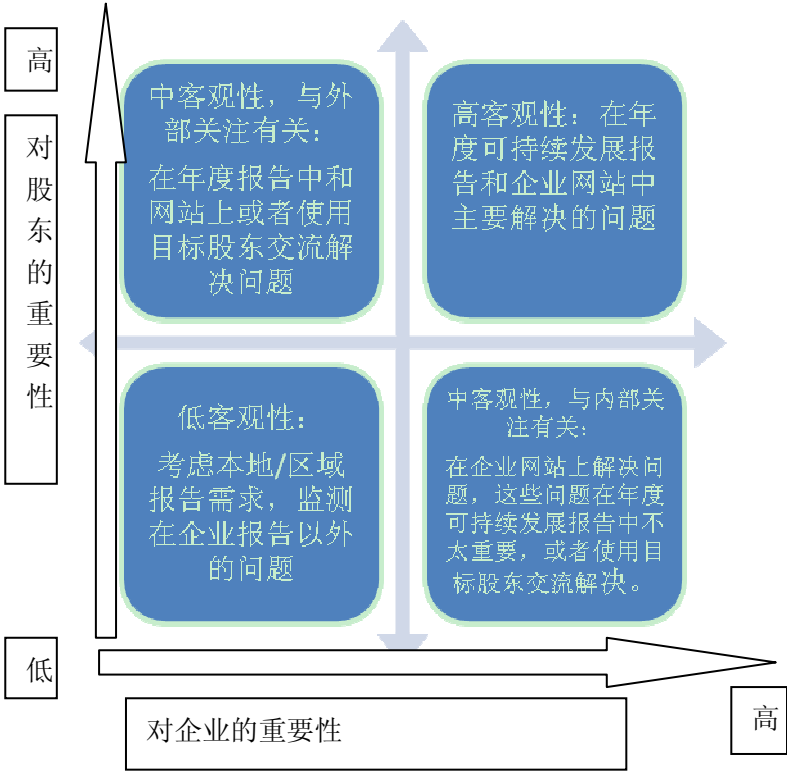 高
对股东的重要性
中客观性，与外
部关注有关：
在年度报告中和
网站上或者使用
目标股东交流解
决问题
高客观性：在年
度可持续发展报
告和企业网站中
主要解决的问题
低客观性：
考虑本地/区域
报告需求，监测
在企业报告以外
的问题
中客观性，与内部关
注有关：
在企业网站上解决问
题，这些问题在年度
可持续发展报告中不
太重要，或者使用目
标股东交流解决。
低
对企业的重要性
高